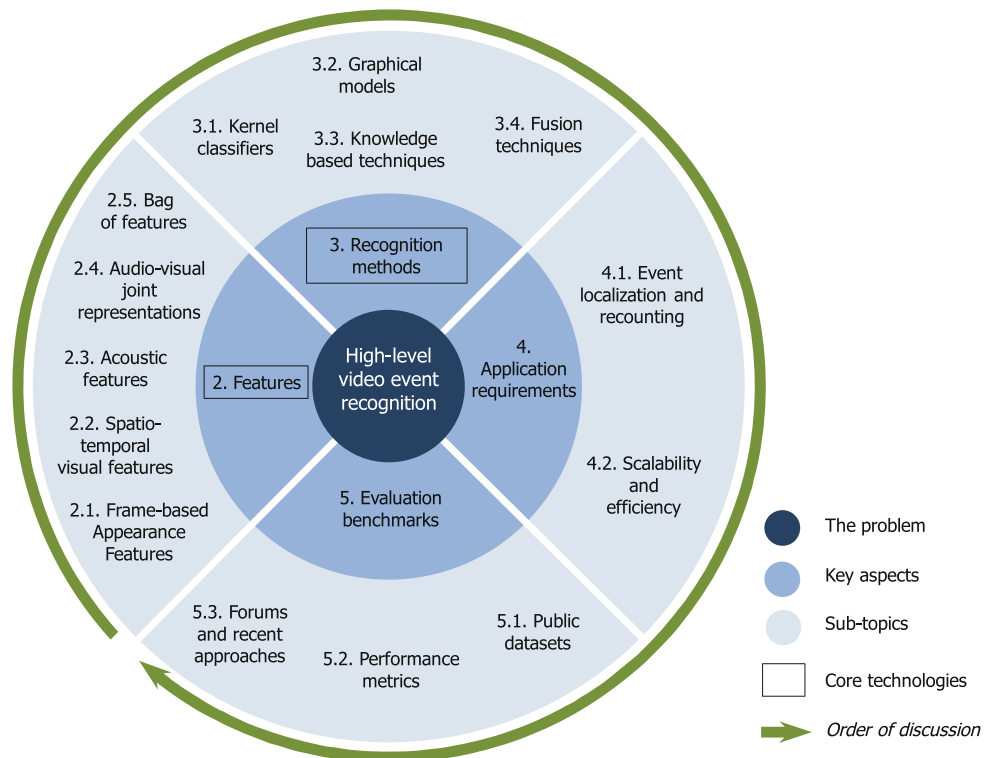 3.2. Graphical
models
3.1. Kernel
classifiers
3.3. Knowledge
based techniques
3.4. Fusion
techniques
2.5. Bag
of features
2.4. Audio-visual
joint
representations
2.3. Acoustic
features
2.2. Spatio-
temporal
visual features
2.1. Frame-based
Appearance
Features
3. Recognition
methods
2. Features
High-level
video event
recognition
4.
Application
requirements
5. Evaluation
benchmarks
4.1. Event
localization and
recounting
4.2. Scalability
and
efficiency
5.3. Forums
and recent
approaches
5.2. Performance
metrics
5.1. Public
datasets
The problem
Key aspects
Sub-topics
Core technologies
Order of discussion